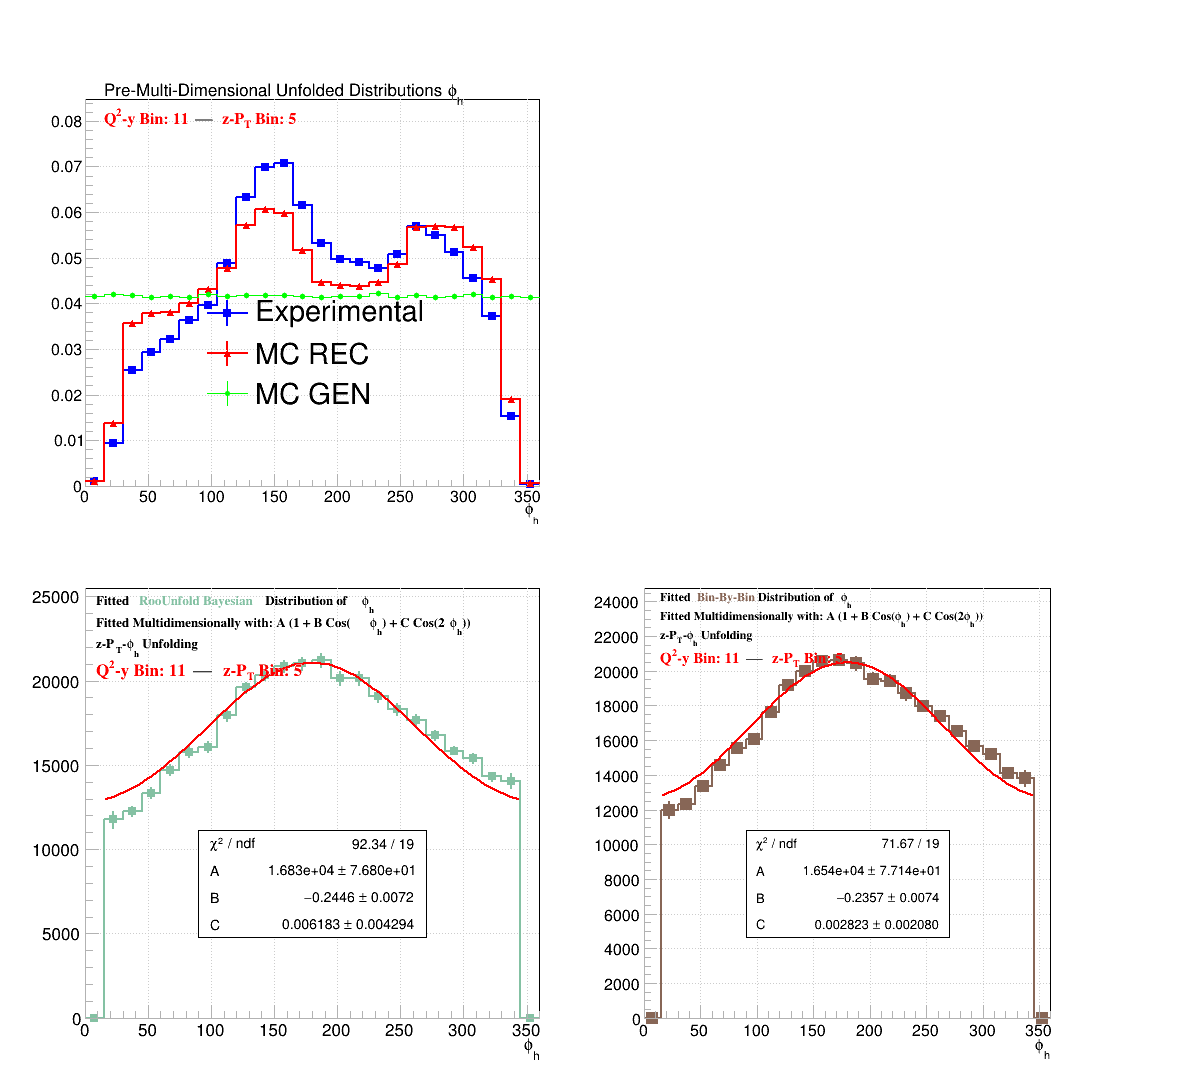 Pre-Multi-Dimensional Unfolded Distributions ϕh
Q²-y Bin: 11 — z-PT Bin: 5
0.08
0.07
0.06
0.05
0.04
0.03
0.02
0.01
0
Experimental
MC REC
MC GEN
0 50 100 150 200 250 300 350
ϕh
Fitted RooUnfold Bayesian Distribution of ϕh
Fitted Multidimensionally with: A (1 + B Cos( ϕh) + C Cos(2 ϕh))
z-PT-ϕh Unfolding
Q²-y Bin: 11 — z-PT Bin: 5
25000
20000
15000
10000
5000
0
χ² / ndf 92.34 / 19
A 1.683e+04 ± 7.680e+01
B −0.2446 ± 0.0072
C 0.006183 ± 0.004294
0 50 100 150 200 250 300 350
ϕh
Fitted Bin-By-Bin Distribution of ϕh
Fitted Multidimensionally with: A (1 + B Cos(ϕh) + C Cos(2ϕh))
z-PT-ϕh Unfolding
Q²-y Bin: 11 — z-PT Bin: 5
24000
22000
20000
18000
16000
14000
12000
10000
8000
6000
4000
2000
0
χ² / ndf 71.67 / 19
A 1.654e+04 ± 7.714e+01
B −0.2357 ± 0.0074
C 0.002823 ± 0.002080
0 50 100 150 200 250 300 350
ϕh